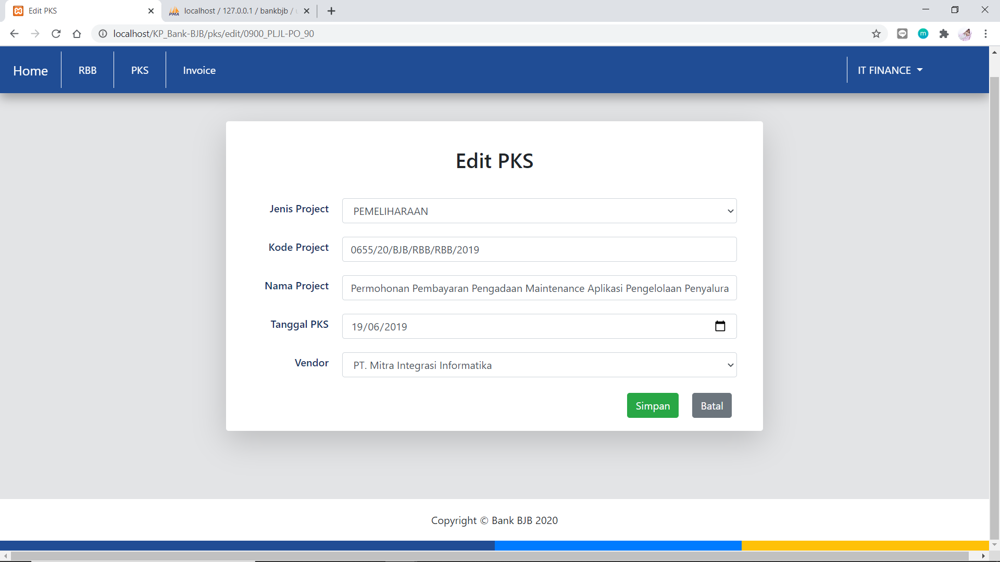 Edit PKS
localhost / 127.0.0.1 / bankbjb /
localhost/KP_Bank-BJB/pks/edit/0900_PLJL-PO_90
Home
RBB
PKS
Invoice
IT FINANCE
Edit PKS
Jenis Project
PEMELIHARAAN
Kode Project
0655/20/BJB/RBB/RBB/2019
Nama Project
Permohonan Pembayaran Pengadaan Maintenance Aplikasi Pengelolaan Penyalura
Tanggal PKS
19/06/2019
Vendor
PT. Mitra Integrasi Informatika
Simpan
Batal
Copyright © Bank BJB 2020